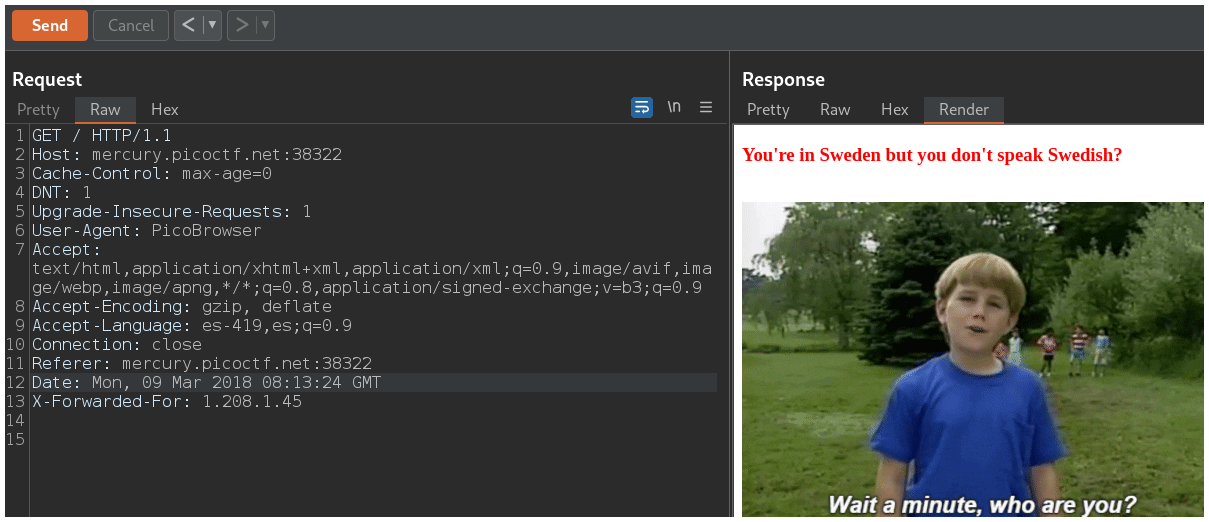 Send Cancel < ▼ > ▼
Request
Pretty Raw Hex \n
1 GET / HTTP/1.1
2 Host: mercury.picoctf.net:38322
3 Cache-Control: max-age=0
4 DNT: 1
5 Upgrade-Insecure-Requests: 1
6 User-Agent: PicoBrowser
7 Accept:
text/html,application/xhtml+xml,application/xml;q=0.9,image/avif,ima
ge/webp,image/apng,*/*;q=0.8,application/signed-exchange;v=b3;q=0.9
8 Accept-Encoding: gzip, deflate
9 Accept-Language: es-419,es;q=0.9
10 Connection: close
11 Referer: mercury.picoctf.net:38322
12 Date: Mon, 09 Mar 2018 08:13:24 GMT
13 X-Forwarded-For: 1.208.1.45
14
15
Response
Pretty Raw Hex Render
You're in Sweden but you don't speak Swedish?
Wait a minute, who are you?